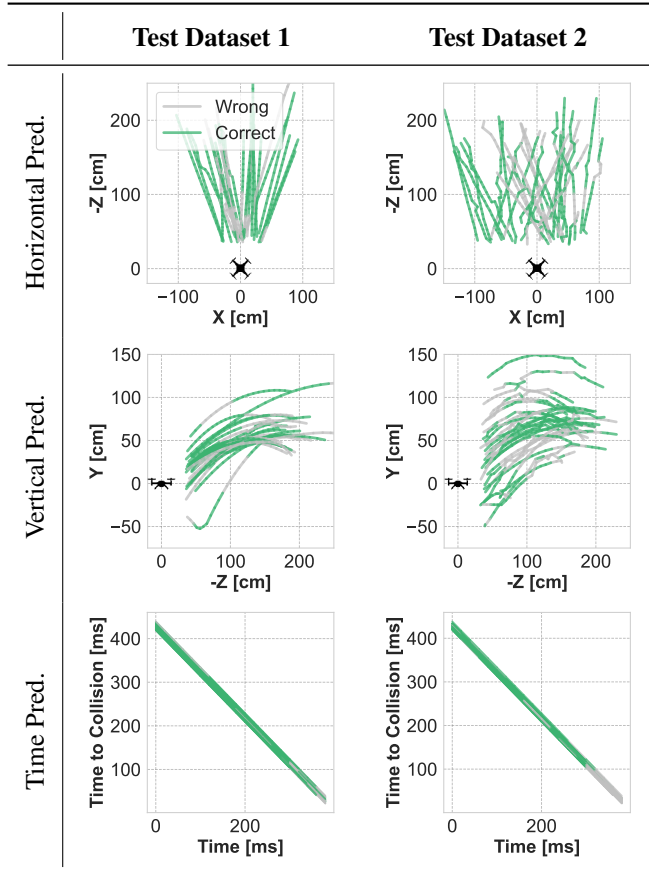 Test Dataset 1 Test Dataset 2
Horizontal Pred.
-Z [cm]
200
100
0
Wrong
Correct
−100 0 100
X [cm]
-Z [cm]
200
100
0
−100 0 100
X [cm]
Vertical Pred.
Y [cm]
150
100
50
0
−50
0 100 200
-Z [cm]
Y [cm]
150
100
50
0
−50
0 100 200
-Z [cm]
Time Pred.
Time to Collision [ms]
400
300
200
100
0 200
Time [ms]
Time to Collision [ms]
400
300
200
100
0 200
Time [ms]